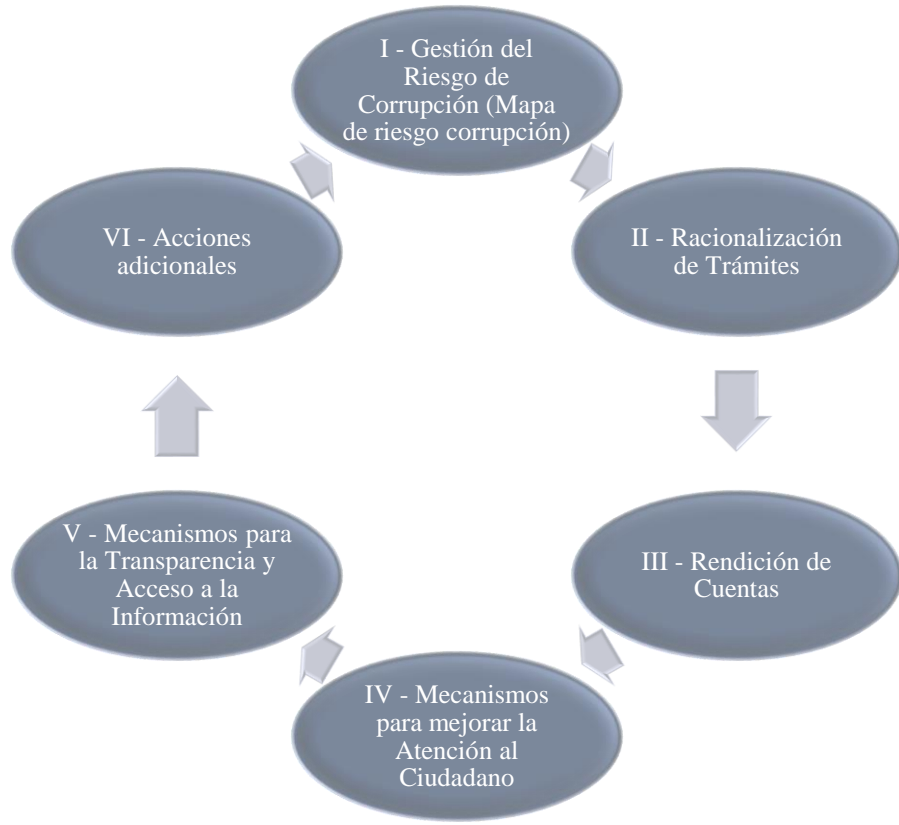 I - Gestión del
Riesgo de
Corrupción (Mapa
de riesgo corrupción)
II - Racionalización
de Trámites
III - Rendición de
Cuentas
IV - Mecanismos
para mejorar la
Atención al
Ciudadano
V - Mecanismos para
la Transparencia y
Acceso a la
Información
VI - Acciones
adicionales